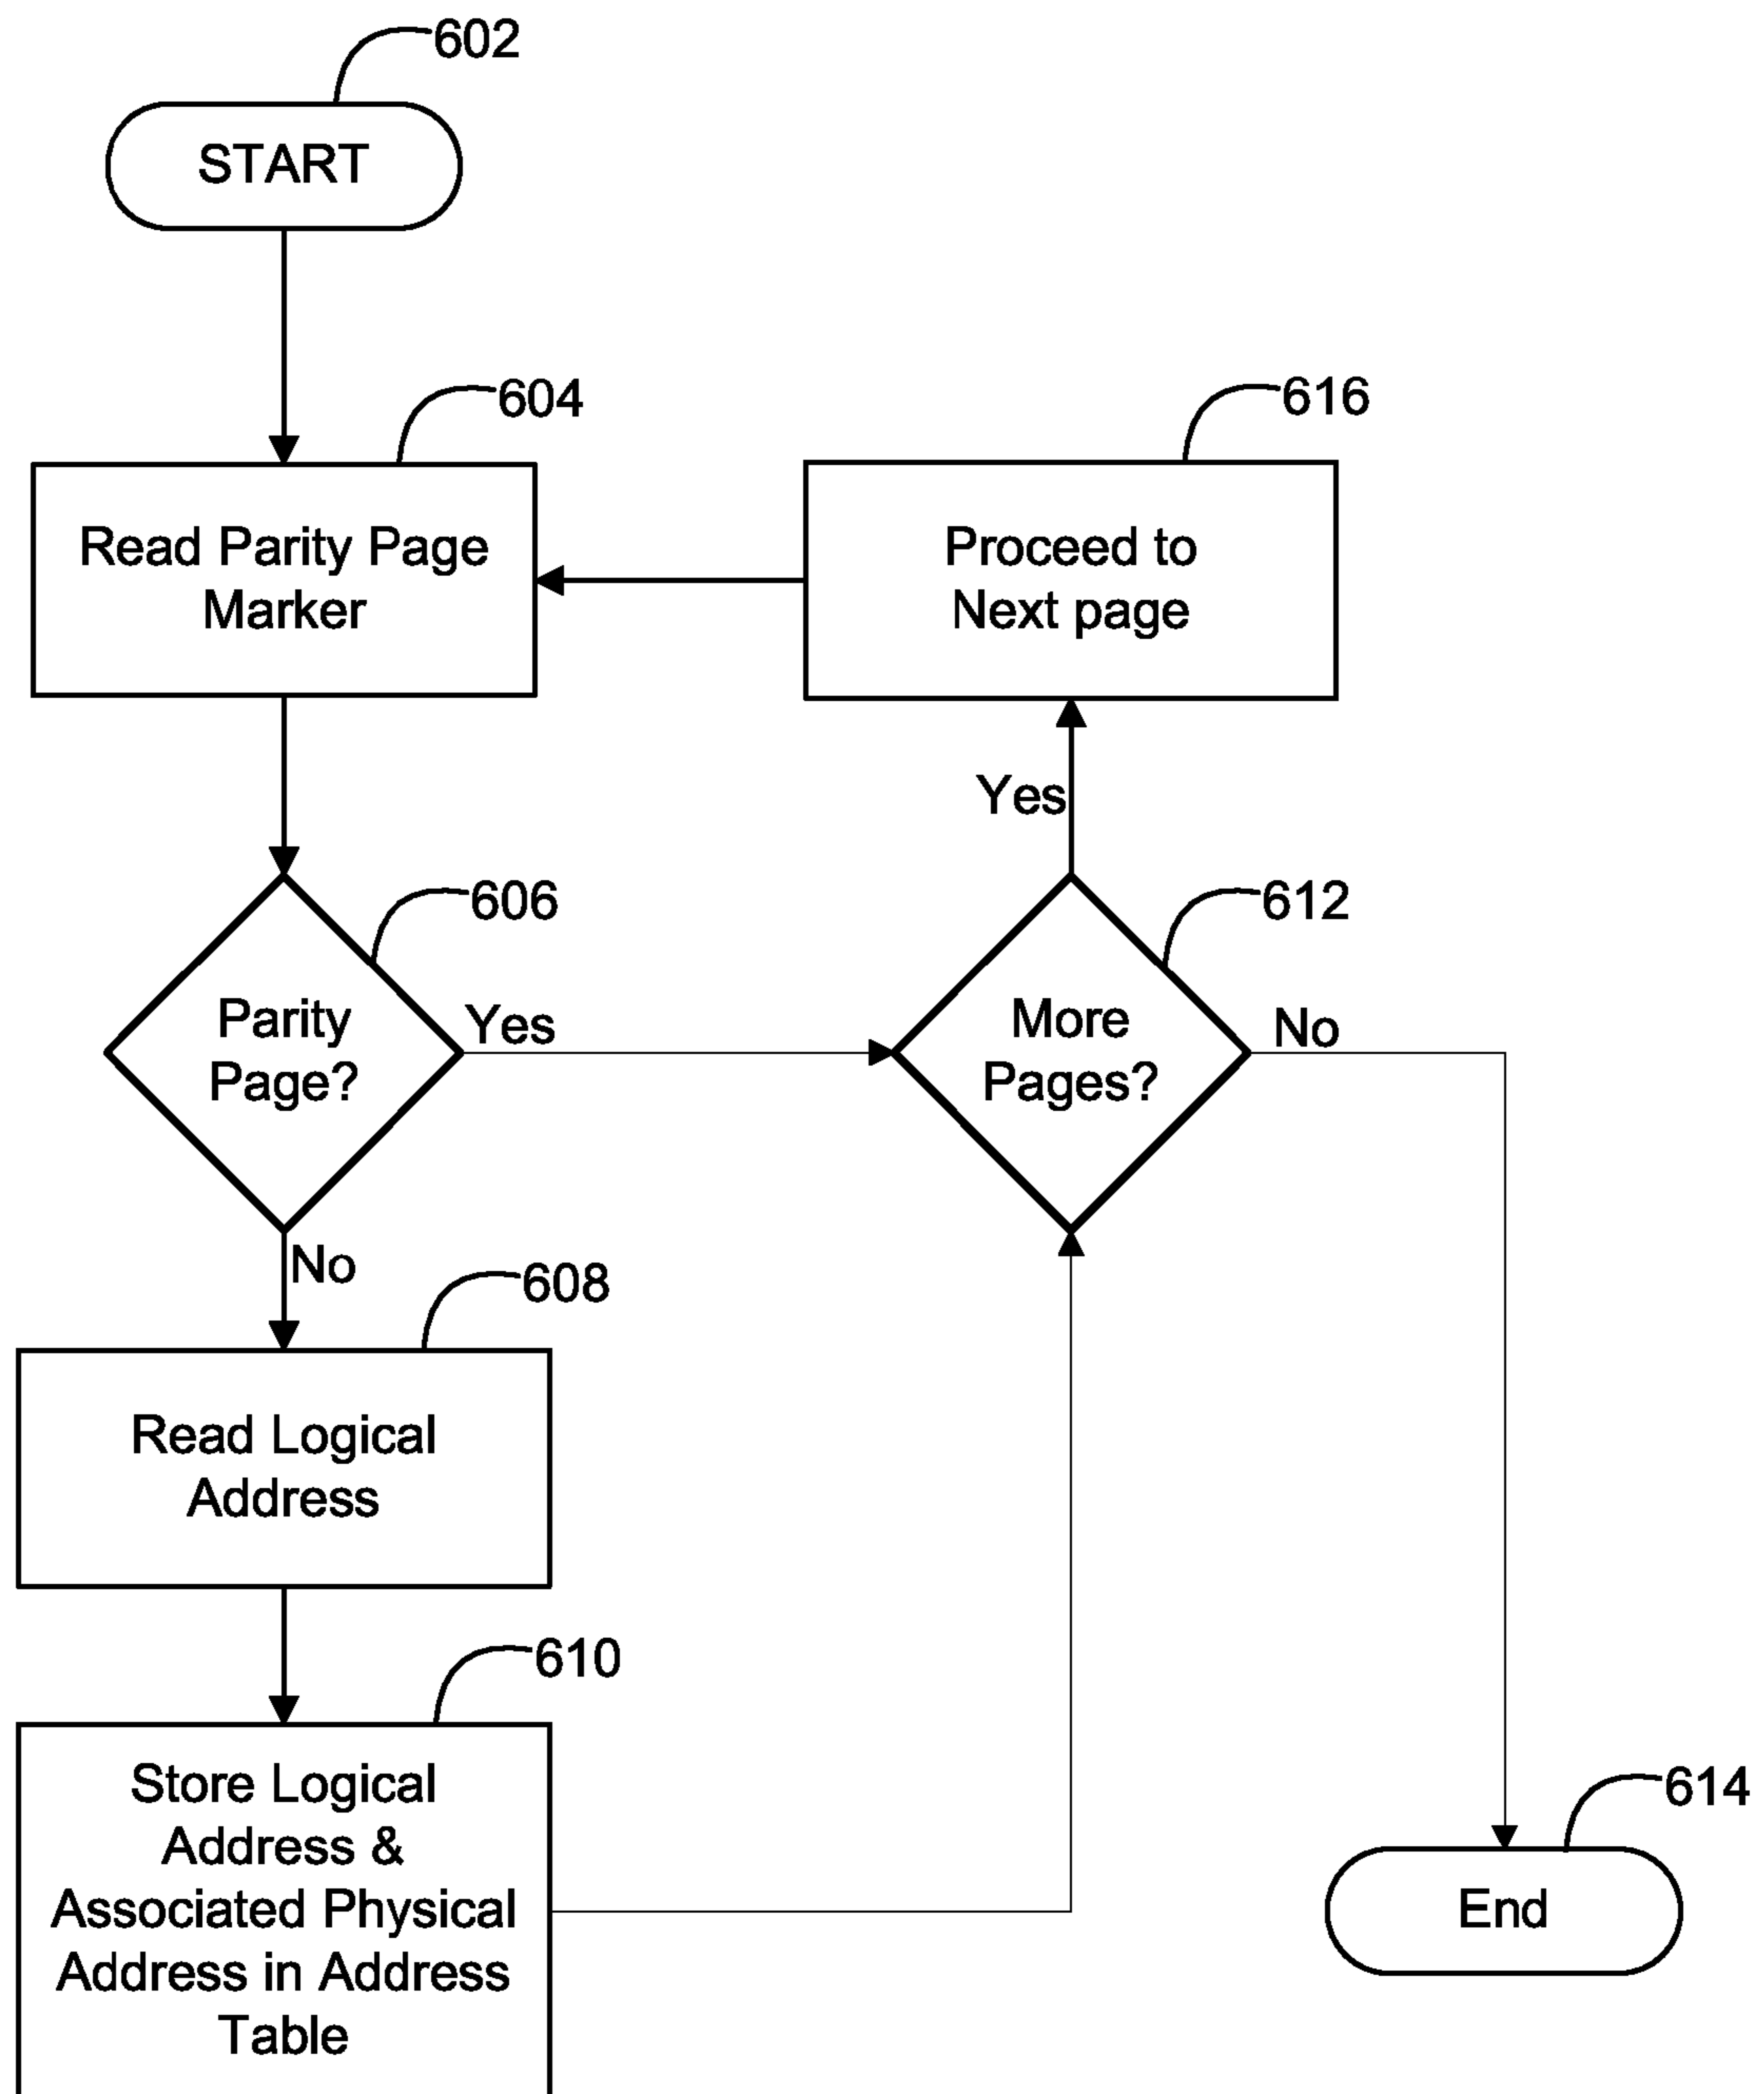 602
START
604
Read Parity Page
Marker
616
Proceed to
Next page
Yes
606
Parity
Page?
Yes
612
More
Pages?
No
No
608
Read Logical
Address
610
Store Logical
Address &
Associated Physical
Address in Address
Table
614
End